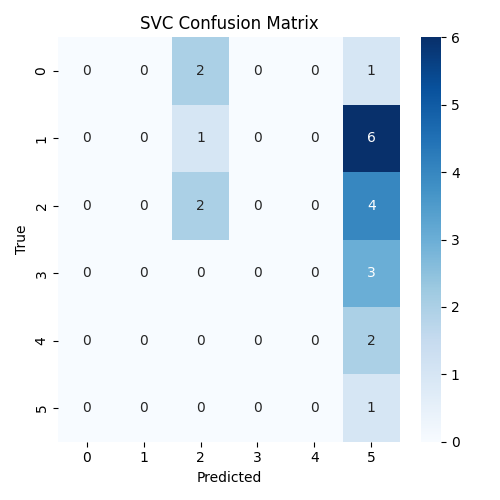 SVC Confusion Matrix
True
0 0 0 2 0 0 1
1 0 0 1 0 0 6
2 0 0 2 0 0 4
3 0 0 0 0 0 3
4 0 0 0 0 0 2
5 0 0 0 0 0 1
0 1 2 3 4 5
Predicted
6
5
4
3
2
1
0